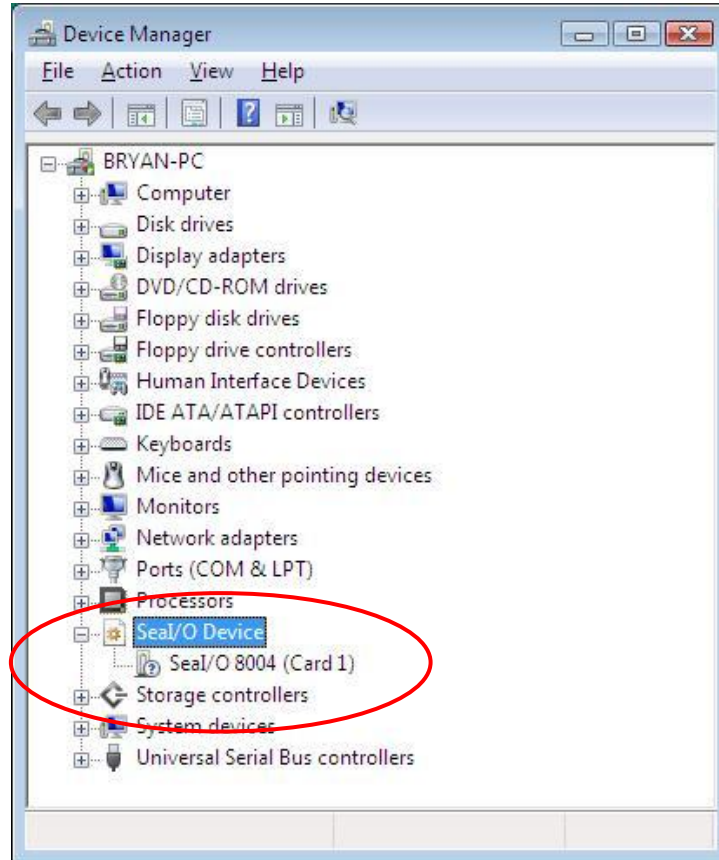 Device Manager
File Action View Help
BRYAN-PC
Computer
Disk drives
Display adapters
DVD/CD-ROM drives
Floppy disk drives
Floppy drive controllers
Human Interface Devices
IDE ATA/ATAPI controllers
Keyboards
Mice and other pointing devices
Monitors
Network adapters
Ports (COM & LPT)
Processors
SeaI/O Device
SeaI/O 8004 (Card 1)
Storage controllers
System devices
Universal Serial Bus controllers